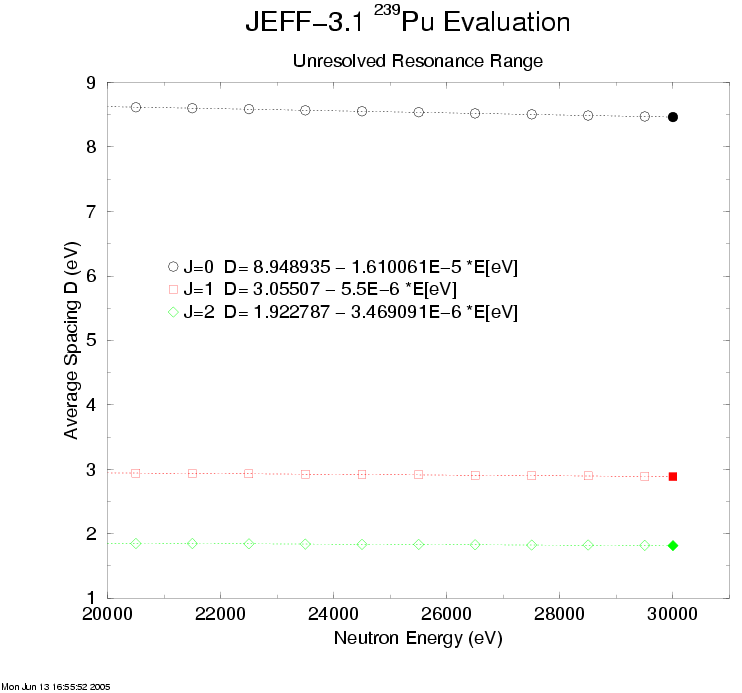 JEFF−3.1 ²³⁹Pu Evaluation
Unresolved Resonance Range
9
8
7
6
5
4
3
2
1
Average Spacing D (eV)
J=0 D= 8.948935 − 1.610061E−5 *E[eV]
J=1 D= 3.05507 − 5.5E−6 *E[eV]
J=2 D= 1.922787 − 3.469091E−6 *E[eV]
20000 22000 24000 26000 28000 30000
Neutron Energy (eV)
Mon Jun 13 16:55:52 2005